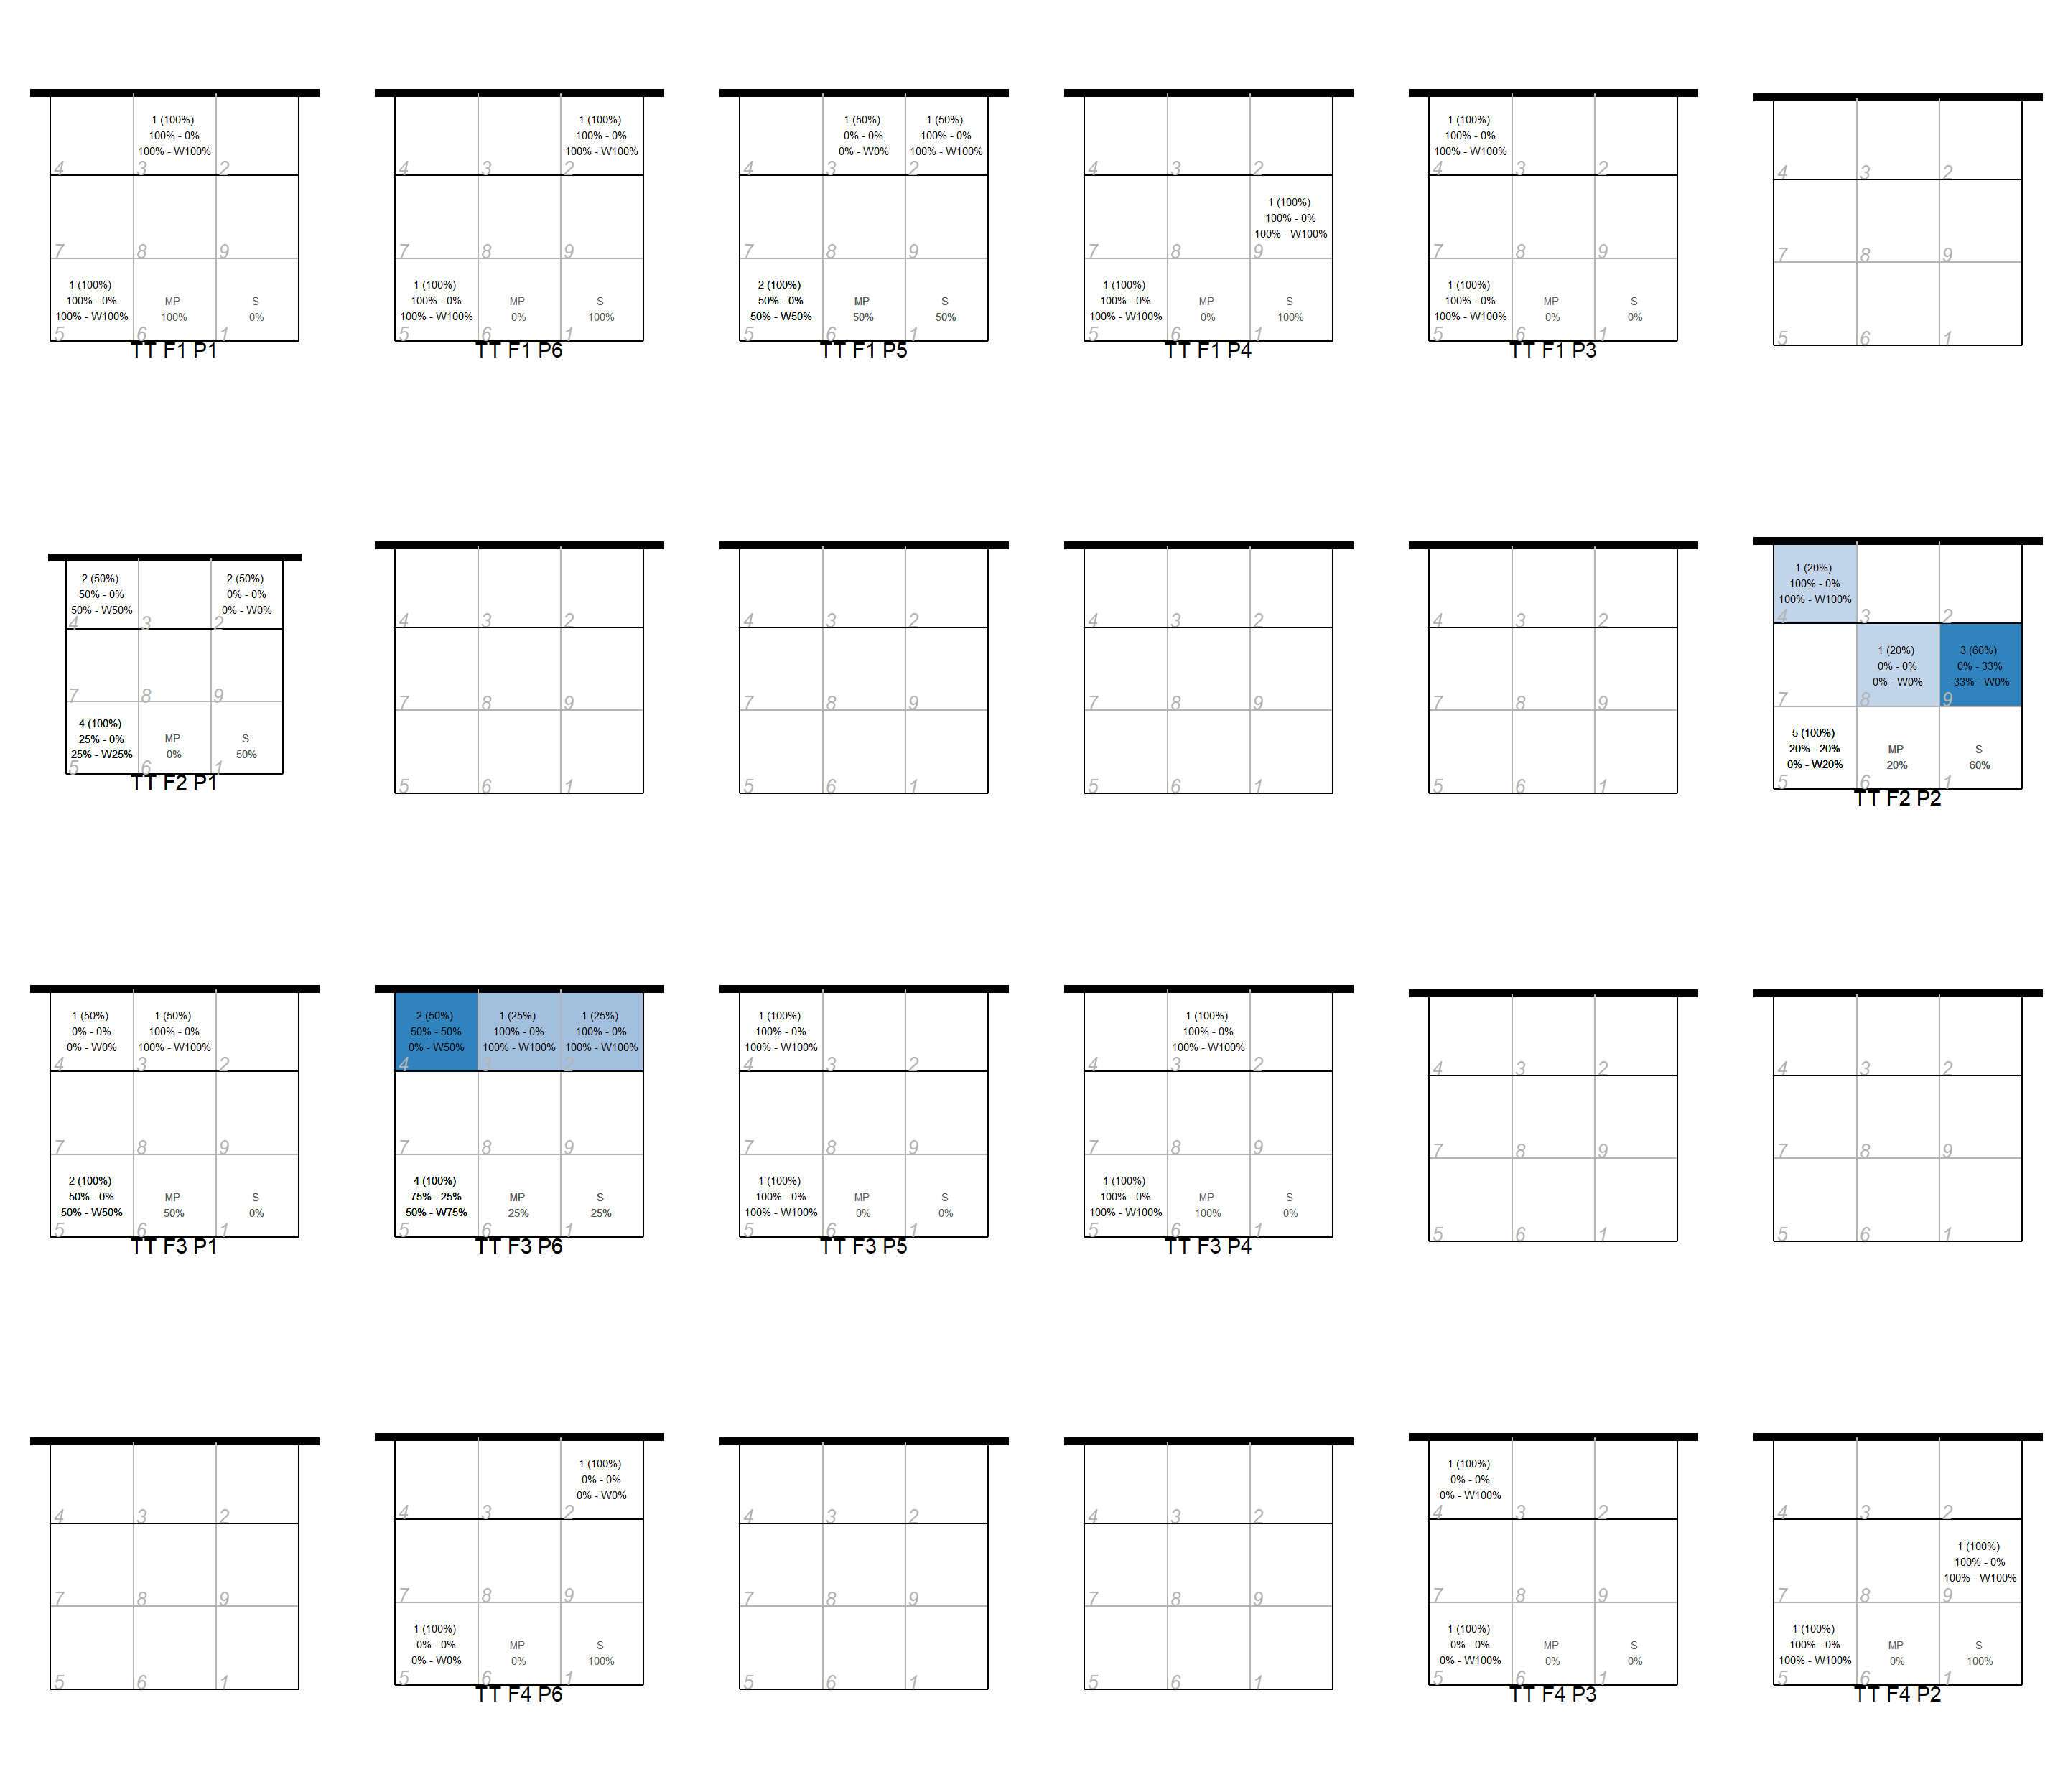 1 (100%)
100% - 0%
100% - W100%
4 3 2
7 8 9
1 (100%)
100% - 0% MP S
100% - W100% 100% 0%
5 6 1
TT F1 P1
1 (100%)
100% - 0%
100% - W100%
4 3 2
7 8 9
1 (100%)
100% - 0% MP S
100% - W100% 0% 100%
5 6 1
TT F1 P6
1 (50%) 1 (50%)
0% - 0% 100% - 0%
0% - W0% 100% - W100%
4 3 2
7 8 9
2 (100%)
50% - 0% MP S
50% - W50% 50% 50%
5 6 1
TT F1 P5
4 3 2
1 (100%)
100% - 0%
100% - W100%
7 8 9
1 (100%)
100% - 0% MP S
100% - W100% 0% 100%
5 6 1
TT F1 P4
1 (100%)
100% - 0%
100% - W100%
4 3 2
7 8 9
1 (100%)
100% - 0% MP S
100% - W100% 0% 0%
5 6 1
TT F1 P3
4 3 2
7 8 9
5 6 1
2 (50%) 2 (50%)
50% - 0% 0% - 0%
50% - W50% 0% - W0%
4 3 2
7 8 9
4 (100%)
25% - 0% MP S
25% - W25% 0% 50%
5 6 1
TT F2 P1
4 3 2
7 8 9
5 6 1
4 3 2
7 8 9
5 6 1
4 3 2
7 8 9
5 6 1
4 3 2
7 8 9
5 6 1
1 (20%)
100% - 0%
100% - W100%
4 3 2
1 (20%) 3 (60%)
0% - 0% 0% - 33%
0% - W0% -33% - W0%
7 8 9
5 (100%)
20% - 20% MP S
0% - W20% 20% 60%
5 6 1
TT F2 P2
1 (50%) 1 (50%)
0% - 0% 100% - 0%
0% - W0% 100% - W100%
4 3 2
7 8 9
2 (100%)
50% - 0% MP S
50% - W50% 50% 0%
5 6 1
TT F3 P1
2 (50%) 1 (25%) 1 (25%)
50% - 50% 100% - 0% 100% - 0%
0% - W50% 100% - W100% 100% - W100%
4 3 2
7 8 9
4 (100%)
75% - 25% MP S
50% - W75% 25% 25%
5 6 1
TT F3 P6
1 (100%)
100% - 0%
100% - W100%
4 3 2
7 8 9
1 (100%)
100% - 0% MP S
100% - W100% 0% 0%
5 6 1
TT F3 P5
1 (100%)
100% - 0%
100% - W100%
4 3 2
7 8 9
1 (100%)
100% - 0% MP S
100% - W100% 100% 0%
5 6 1
TT F3 P4
4 3 2
7 8 9
5 6 1
4 3 2
7 8 9
5 6 1
4 3 2
7 8 9
5 6 1
1 (100%)
0% - 0%
0% - W0%
4 3 2
7 8 9
1 (100%)
0% - 0% MP S
0% - W0% 0% 100%
5 6 1
TT F4 P6
4 3 2
7 8 9
5 6 1
4 3 2
7 8 9
5 6 1
1 (100%)
0% - 0%
0% - W100%
4 3 2
7 8 9
1 (100%)
0% - 0% MP S
0% - W100% 0% 0%
5 6 1
TT F4 P3
4 3 2
1 (100%)
100% - 0%
100% - W100%
7 8 9
1 (100%)
100% - 0% MP S
100% - W100% 0% 100%
5 6 1
TT F4 P2